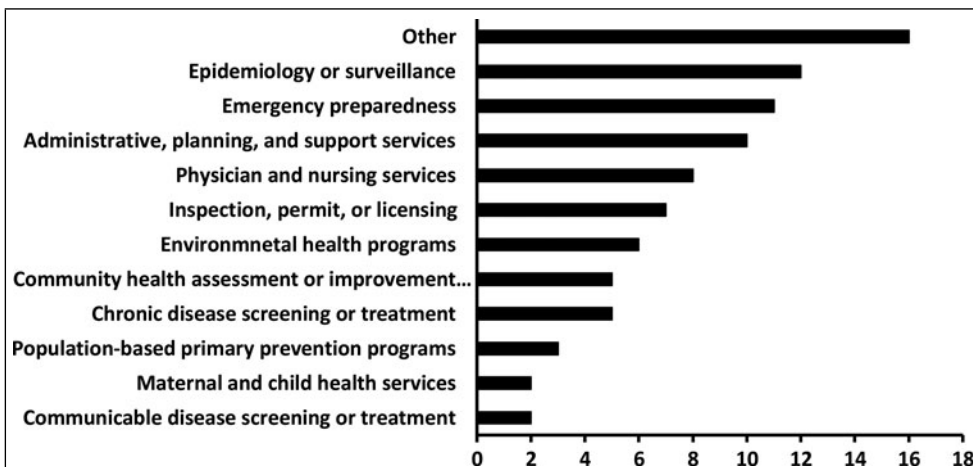 Other
Epidemiology or surveillance
Emergency preparedness
Administrative, planning, and support services
Physician and nursing services
Inspection, permit, or licensing
Environmnetal health programs
Community health assessment or improvement...
Chronic disease screening or treatment
Population-based primary prevention programs
Maternal and child health services
Communicable disease screening or treatment
0 2 4 6 8 10 12 14 16 18